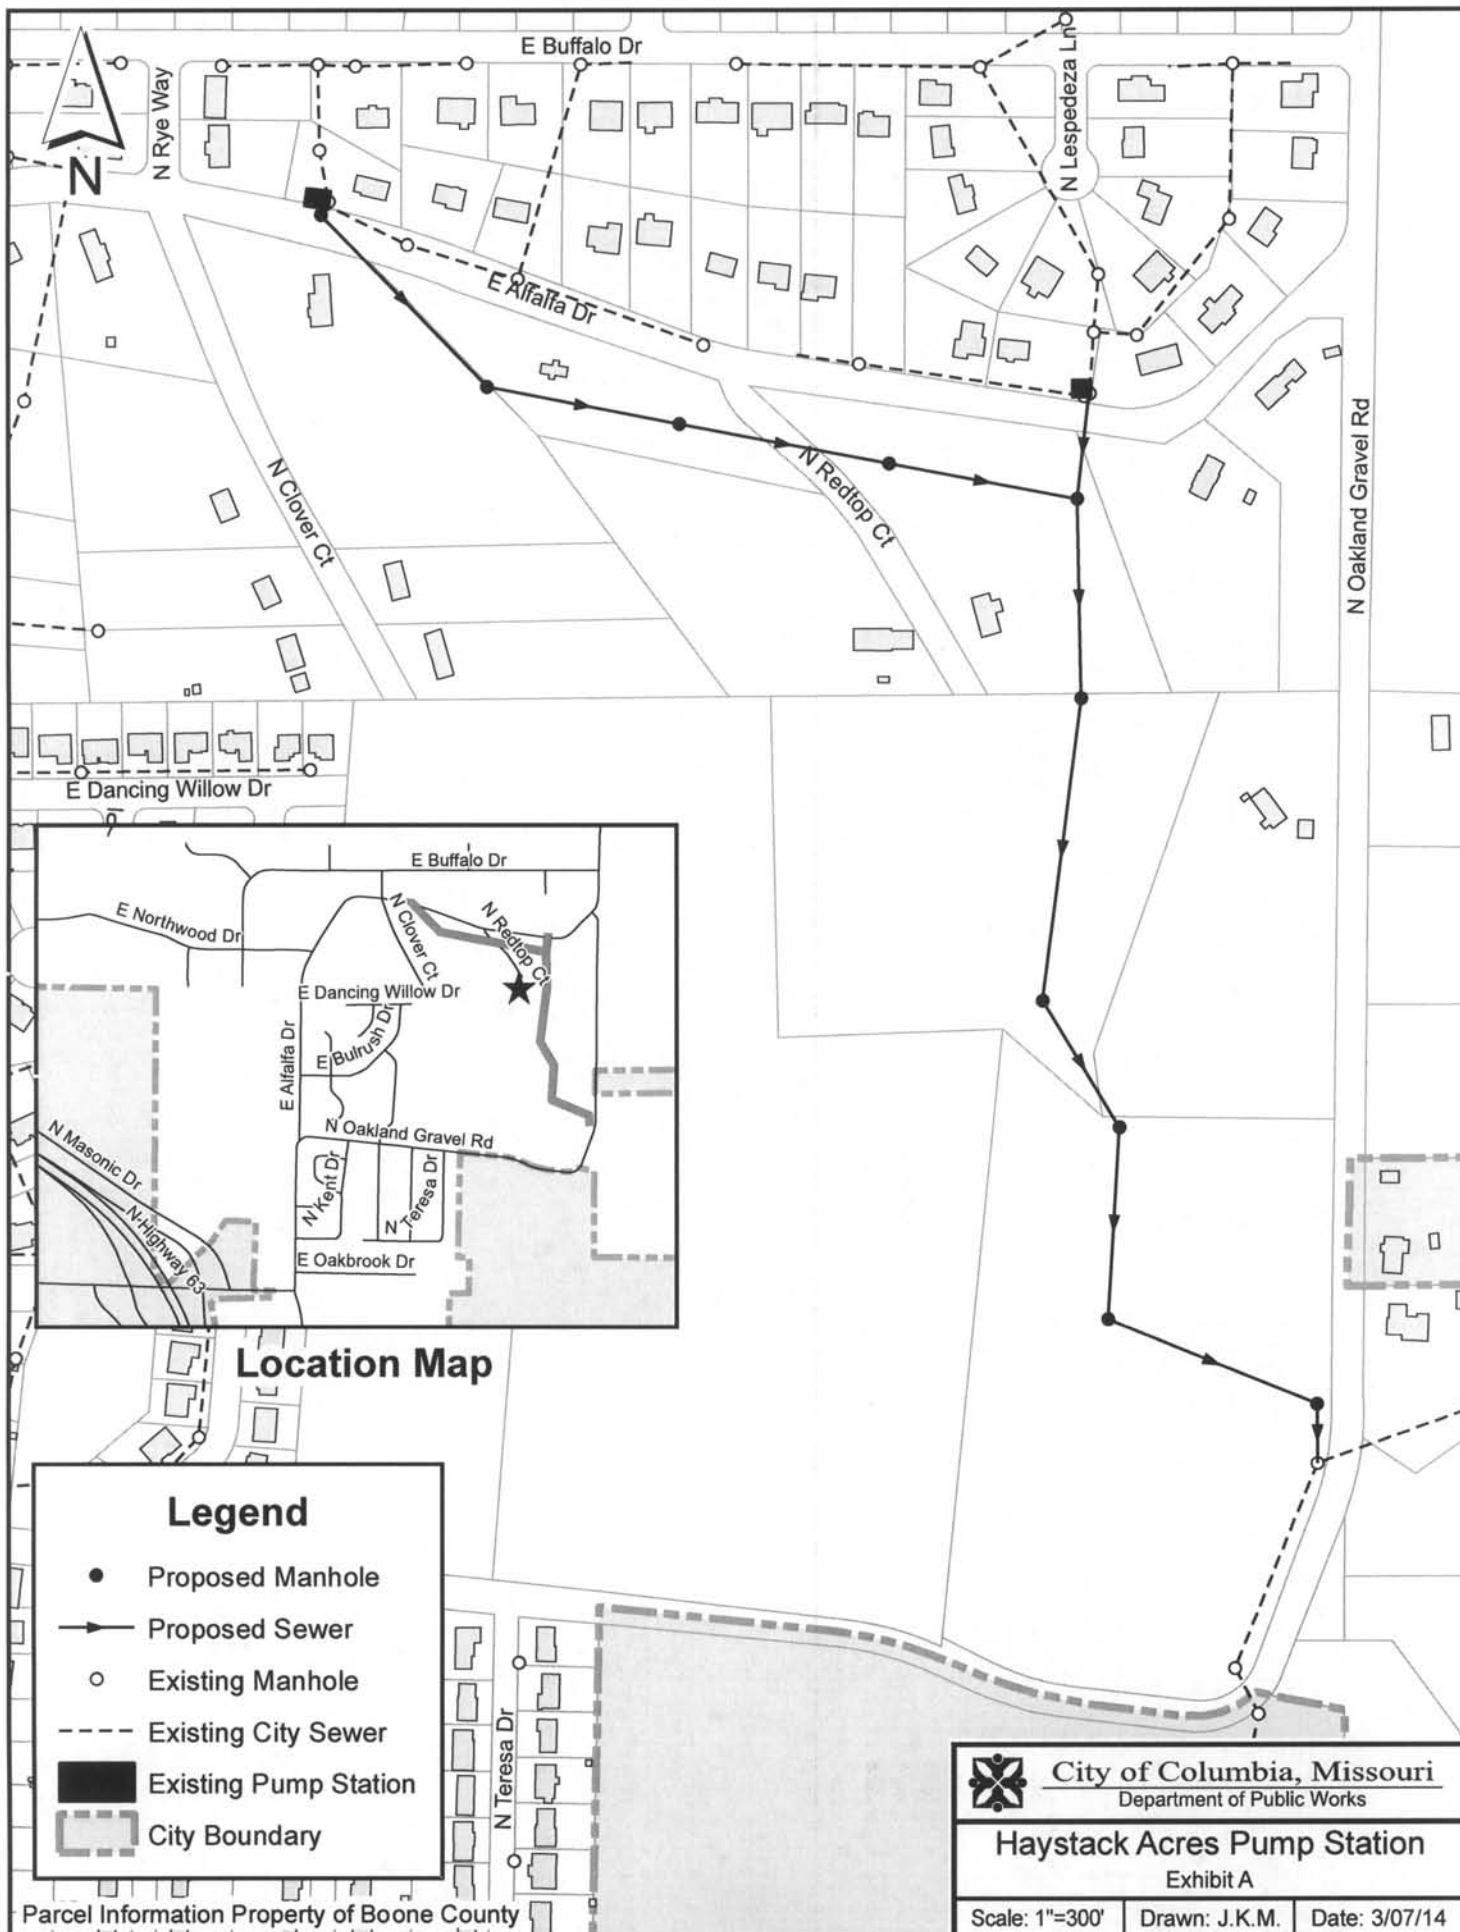 E Buffalo Dr
N Rye Way
N Lespedeza Ln
N
E Alfalfa Dr
N Clover Ct
N Redtop Ct
N Oakland Gravel Rd
E Dancing Willow Dr
E Buffalo Dr
E Northwood Dr
N Clover Ct
N Redtop Ct
E Dancing Willow Dr
E Bulrush Dr
E Alfalfa Dr
N Oakland Gravel Rd
N Masonic Dr
N Kent Dr
N Teresa Dr
N Highway 63
E Oakbrook Dr
Location Map
Legend
Proposed Manhole
Proposed Sewer
Existing Manhole
Existing City Sewer
Existing Pump Station
City Boundary
N Teresa Dr
City of Columbia, Missouri
Department of Public Works
Haystack Acres Pump Station
Exhibit A
Parcel Information Property of Boone County
Scale: 1"=300'
Drawn: J.K.M.
Date: 3/07/14